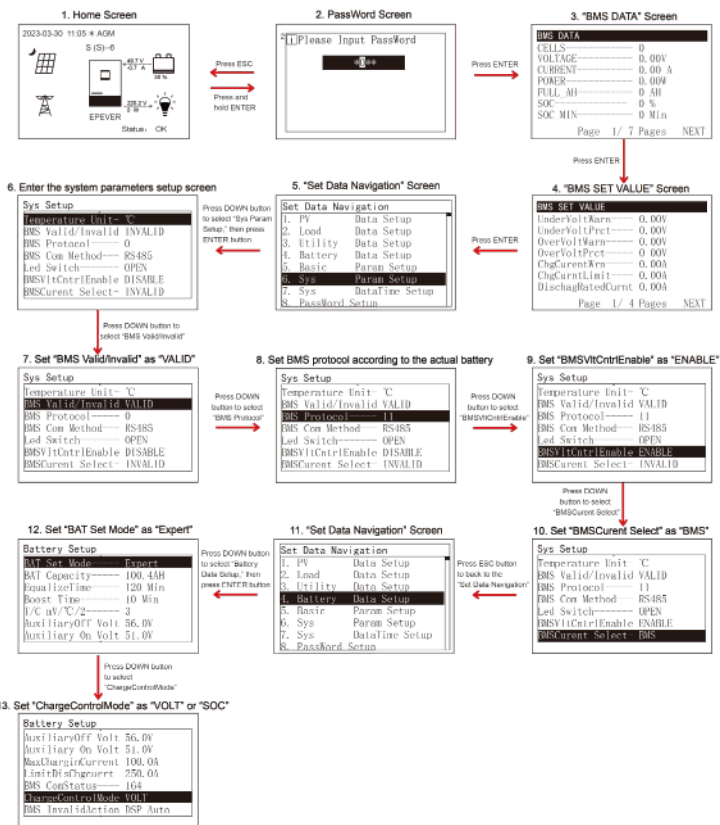 1. Home Screen
2023-03-30 11:05 ☀ AGM
S (S)--6
49.7 V
-0.7 A
35 %
220.2 V
0 W
EPEVER
Status: OK
Press ESC
Press and
hold ENTER
2. PassWord Screen
Please Input PassWord
*0**
Press ENTER
3. "BMS DATA" Screen
BMS DATA
CELLS 0
VOLTAGE 0.00V
CURRENT 0.00 A
POWER 0.00W
FULL_AH 0 AH
SOC 0 %
SOC MIN 0 Min
Page 1/ 7 Pages NEXT
Press ENTER
4. "BMS SET VALUE" Screen
BMS SET VALUE
UnderVoltWarn 0.00V
UnderVoltPrct 0.00V
OverVoltWarn 0.00V
OverVoltPrct 0.00V
ChgCurentWrn 0.00A
ChgCurntLimit 0.00A
DischagRatedCurnt 0.00A
Page 1/ 4 Pages NEXT
Press ENTER
5. "Set Data Navigation" Screen
Set Data Navigation
1. PV Data Setup
2. Load Data Setup
3. Utility Data Setup
4. Battery Data Setup
5. Basic Param Setup
6. Sys Param Setup
7. Sys DataTime Setup
8. PassWord Setup
Press DOWN button
to select "Sys Param
Setup," then press
ENTER button
6. Enter the system parameters setup screen
Sys Setup
Temperature Unit- ℃
BMS Valid/Invalid INVALID
BMS Protocol 0
BMS Com Method RS485
Led Switch OPEN
BMSVltCntrlEnable DISABLE
BMSCurent Select- INVALID
Press DOWN button to
select "BMS Valid/Invalid"
7. Set "BMS Valid/Invalid" as "VALID"
Sys Setup
Temperature Unit- ℃
BMS Valid/Invalid VALID
BMS Protocol 0
BMS Com Method RS485
Led Switch OPEN
BMSVltCntrlEnable DISABLE
BMSCurent Select- INVALID
Press DOWN
button to select
"BMS Protocol"
8. Set BMS protocol according to the actual battery
Sys Setup
Temperature Unit- ℃
BMS Valid/Invalid VALID
BMS Protocol 11
BMS Com Method RS485
Led Switch OPEN
BMSVltCntrlEnable DISABLE
BMSCurent Select- INVALID
Press DOWN
button to select
"BMSVltCntrlEnable"
9. Set "BMSVltCntrlEnable" as "ENABLE"
Sys Setup
Temperature Unit- ℃
BMS Valid/Invalid VALID
BMS Protocol 11
BMS Com Method RS485
Led Switch OPEN
BMSVltCntrlEnable ENABLE
BMSCurent Select- INVALID
Press DOWN
button to select
"BMSCurent Select"
10. Set "BMSCurent Select" as "BMS"
Sys Setup
Temperature Unit ℃
BMS Valid/Invalid VALID
BMS Protocol 11
BMS Com Method RS485
Led Switch OPEN
BMSVltCntrlEnable ENABLE
BMSCurent Select- BMS
Press ESC button
to back to the
"Set Data Navigation"
11. "Set Data Navigation" Screen
Set Data Navigation
1. PV Data Setup
2. Load Data Setup
3. Utility Data Setup
4. Battery Data Setup
5. Basic Param Setup
6. Sys Param Setup
7. Sys DataTime Setup
8. PassWord Setup
Press DOWN button
to select "Battery
Data Setup," then
press ENTER button
12. Set "BAT Set Mode" as "Expert"
Battery Setup
BAT Set Mode Expert
BAT Capacity 100.4AH
EqualizeTime 120 Min
Boost Time 10 Min
T/C mV/℃/2 3
AuxiliaryOff Volt 56.0V
Auxiliary On Volt 51.0V
Press DOWN button
to select
"ChargeControlMode"
13. Set "ChargeControlMode" as "VOLT" or "SOC"
Battery Setup
AuxiliaryOff Volt 56.0V
Auxiliary On Volt 51.0V
MaxCharginCurrent 100.0A
LimitDisChgcurrt 250.0A
BMS ComStatus 164
ChargeControlMode VOLT
BMS InvalidAction DSP Auto